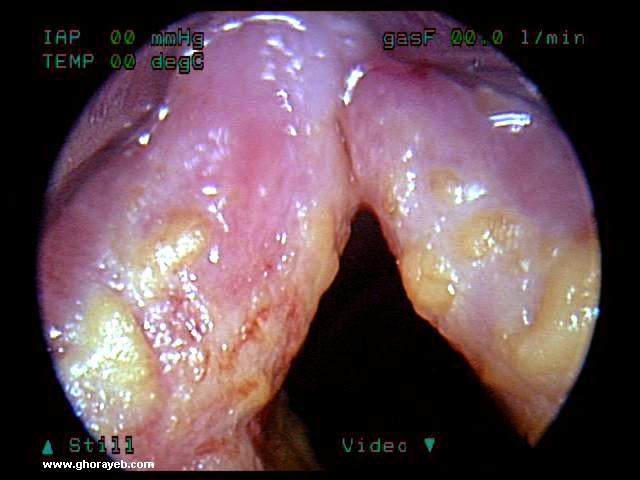 IAP 00 mmHg gasF 00.0 l/min
TEMP 00 degC
▲ Still Video ▼
www.ghorayeb.com